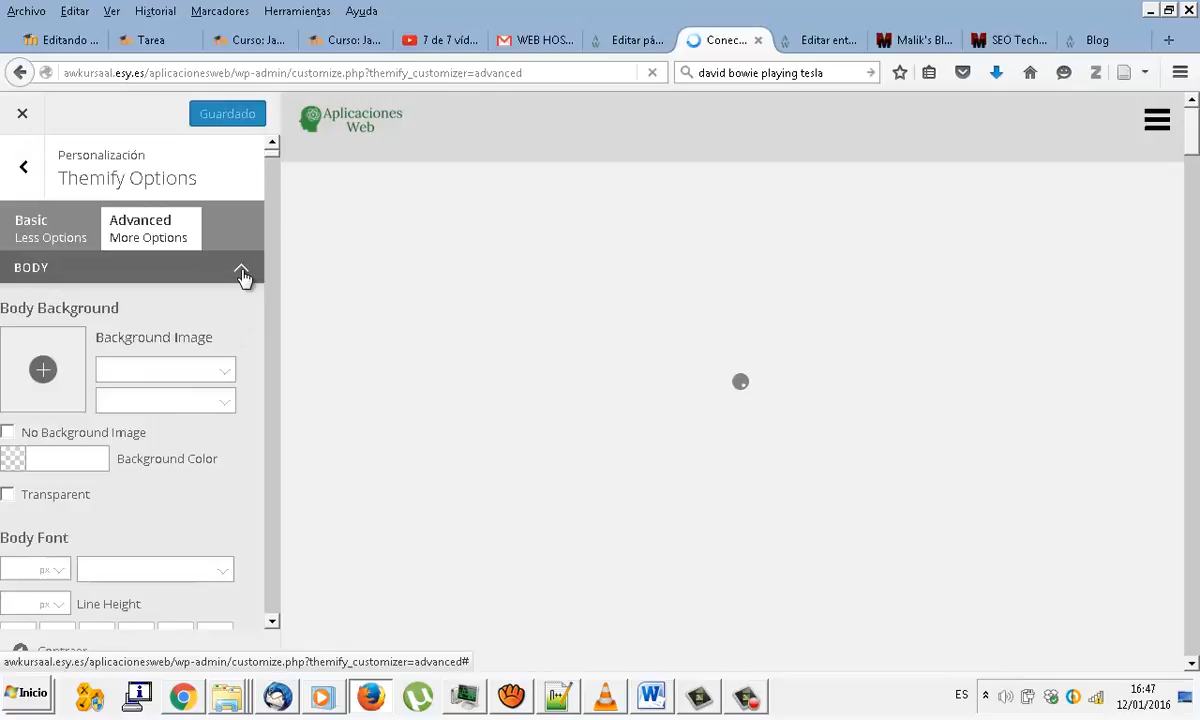 Archivo Editar Ver Historial Marcadores Herramientas Ayuda
Editando ... Tarea Curso: Ja... Curso: Ja... 7 de 7 víd... WEB HOS... Editar pá... Conec... Editar ent... Malik's Bl... SEO Tech... Blog
awkursaal.esy.es/aplicacionesweb/wp-admin/customize.php?themify_customizer=advanced david bowie playing tesla
Guardado
Aplicaciones
Web
Personalización
Themify Options
Basic Advanced
Less Options More Options
BODY
Body Background
Background Image
No Background Image
Background Color
Transparent
Body Font
px
px Line Height
awkursaal.esy.es/aplicacionesweb/wp-admin/customize.php?themify_customizer=advanced#
Inicio ES 16:47
12/01/2016